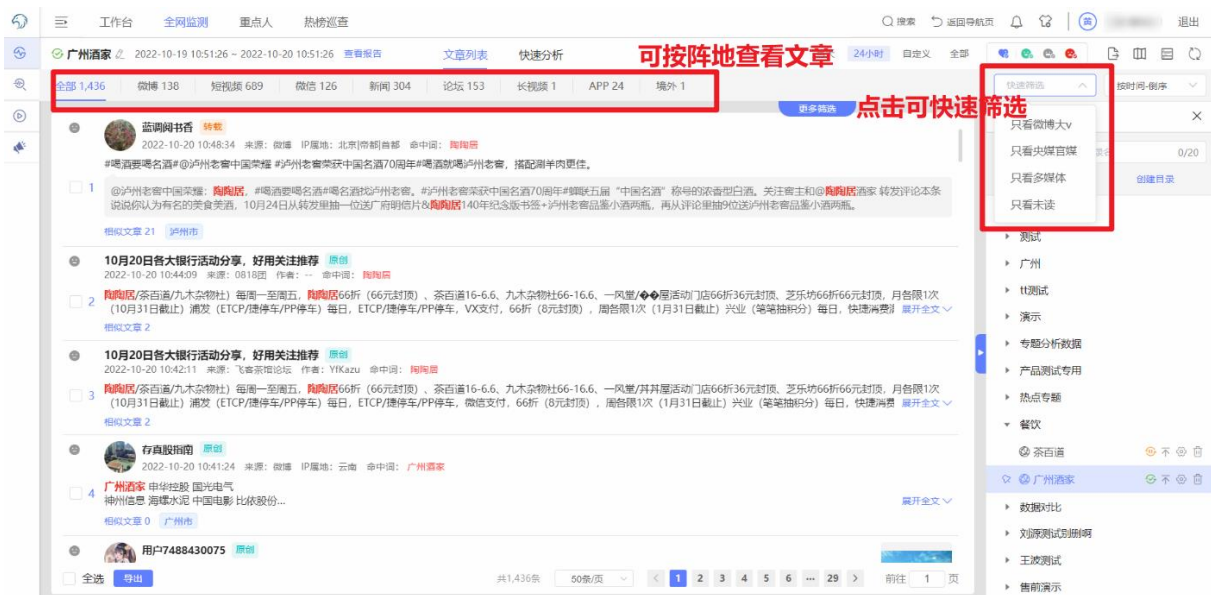 工作台 全网监测 重点人 热榜巡查 搜索 返回导航页 黄 退出
广州酒家 2022-10-19 10:51:26 ~ 2022-10-20 10:51:26 查看报告 文章列表 快速分析 可按阵地查看文章 24小时 自定义 全部
全部 1,436 微博 138 短视频 689 微信 126 新闻 304 论坛 153 长视频 1 APP 24 境外 1
快速筛选 按时间-倒序
更多筛选 点击可快速筛选
只看微博大v
只看央媒官媒
只看多媒体
只看未读
0/20
创建目录
蓝调阅书香 转载
2022-10-20 10:48:34 来源: 微博 IP属地: 北京|帝都|首都 命中词: 陶陶居
#喝酒要喝名酒#@泸州老窖中国荣耀 #泸州老窖荣获中国名酒70周年#喝酒就喝泸州老窖,搭配涮羊肉更佳。
1 @泸州老窖中国荣耀: 陶陶居, #喝酒要喝名酒#喝名酒找泸州老窖。#泸州老窖荣获中国名酒70周年#蝉联五届“中国名酒”称号的浓香型白酒。关注窖主和@陶陶居酒家 转发评论本条
说说你认为有名的美食美酒, 10月24日从转发里抽一位送广府明信片&陶陶居140年纪念版书签+泸州老窖品鉴小酒两瓶。再从评论里抽9位送泸州老窖品鉴小酒两瓶。
相似文章 21 泸州市
10月20日各大银行活动分享,好用关注推荐 原创
2022-10-20 10:44:09 来源: 0818团 作者: -- 命中词: 陶陶居
2 陶陶居/茶百道/九木杂物社) 每周一至周五, 陶陶居66折 (66元封顶) 、茶百道16-6.6、九木杂物社66-16.6、一风堂/��屋活动门店66折36元封顶、芝乐坊66折66元封顶, 月各限1次
(10月31日截止) 浦发 (ETCP/捷停车/PP停车) 每日, ETCP/捷停车/PP停车, VX支付, 66折 (8元封顶) , 周各限1次 (1月31日截止) 兴业 (笔笔抽积分) 每日, 快捷消费 展开全文
相似文章 2
10月20日各大银行活动分享,好用关注推荐 原创
2022-10-20 10:42:11 来源: 飞客茶馆论坛 作者: YfKazu 命中词: 陶陶居
3 陶陶居/茶百道/九木杂物社) 每周一至周五, 陶陶居66折 (66元封顶) 、茶百道16-6.6、九木杂物社66-16.6、一风堂/丼丼屋活动门店66折36元封顶、芝乐坊66折66元封顶, 月各限1次
(10月31日截止) 浦发 (ETCP/捷停车/PP停车) 每日, ETCP/捷停车/PP停车, 微信支付, 66折 (8元封顶) , 周各限1次 (1月31日截止) 兴业 (笔笔抽积分) 每日, 快捷消费 展开全文
相似文章 2
存真股指南 原创
2022-10-20 10:41:24 来源: 微博 IP属地: 云南 命中词: 广州酒家
4 广州酒家 申华控股 国光电气
神州信息 海螺水泥 中国电影 比依股份... 展开全文
相似文章 0 广州市
用户7488430075 原创
全选 导出 共1,436条 50条/页 1 2 3 4 5 6 ... 29 前往 1 页
测试
广州
tt测试
演示
专题分析数据
产品测试专用
热点专题
餐饮
茶百道
广州酒家
数据对比
刘源测试别删啊
王波测试
售前演示